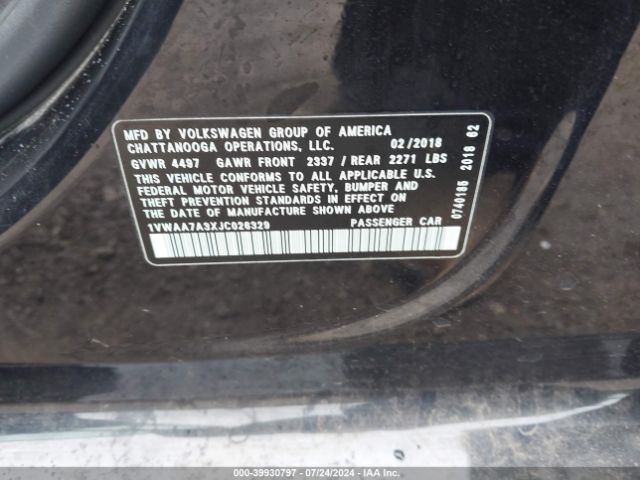 MFD BY VOLKSWAGEN GROUP OF AMERICA
CHATTANOOGA OPERATIONS, LLC. 02/2018
GVWR 4497 GAWR FRONT 2337 / REAR 2271 LBS
THIS VEHICLE CONFORMS TO ALL APPLICABLE U.S.
FEDERAL MOTOR VEHICLE SAFETY, BUMPER AND
THEFT PREVENTION STANDARDS IN EFFECT ON
THE DATE OF MANUFACTURE SHOWN ABOVE
1VWAA7A3XJC026329 PASSENGER CAR
0740185 2018 62
000-39930797 - 07/24/2024 - IAA Inc.